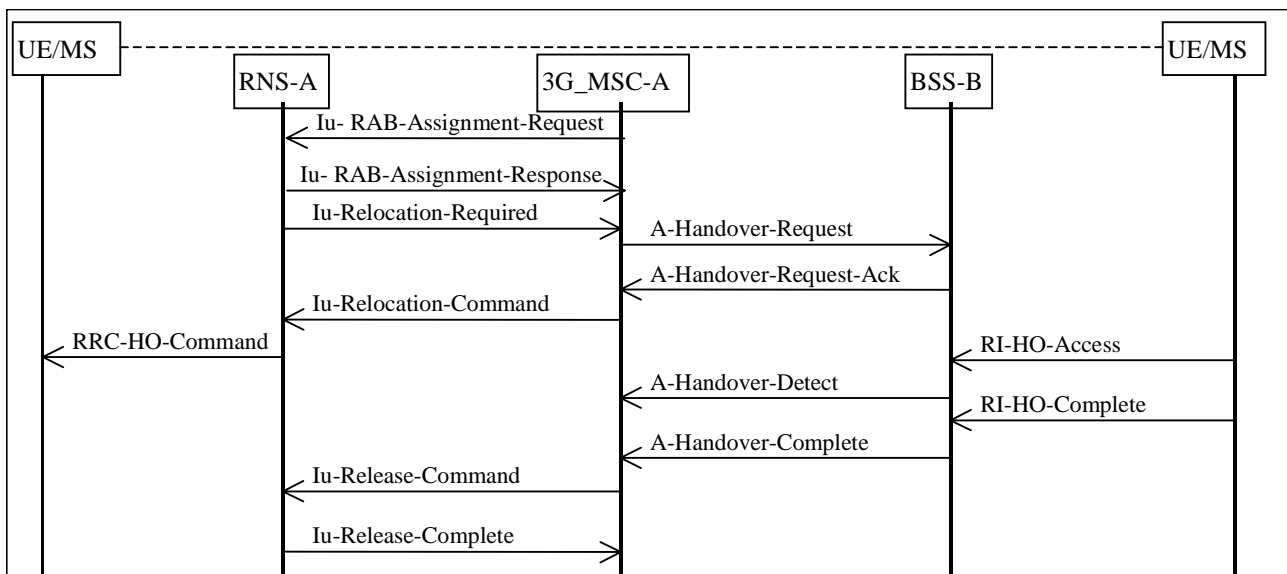 UE/MS
UE/MS
RNS-A
3G_MSC-A
BSS-B
Iu- RAB-Assignment-Request
Iu- RAB-Assignment-Response
Iu-Relocation-Required
A-Handover-Request
A-Handover-Request-Ack
Iu-Relocation-Command
RRC-HO-Command
RI-HO-Access
A-Handover-Detect
RI-HO-Complete
A-Handover-Complete
Iu-Release-Command
Iu-Release-Complete